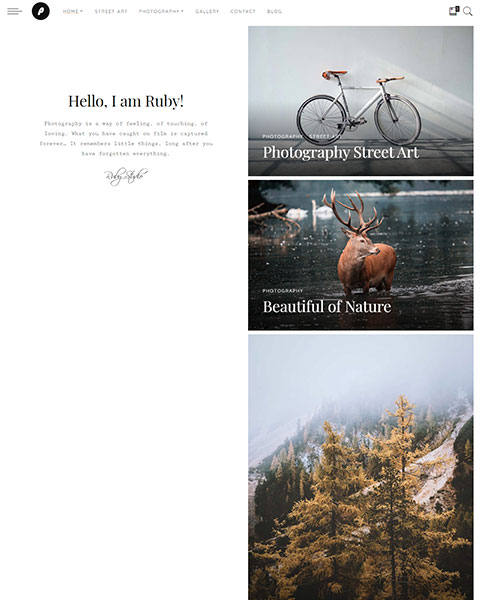 HOME STREET ART PHOTOGRAPHY GALLERY CONTACT BLOG
Hello, I am Ruby!
Photography is a way of feeling, of touching, of
loving. What you have caught on film is captured
forever… It remembers little things, long after you
have forgotten everything.
Ruby Studio
PHOTOGRAPHY, STREET ART
Photography Street Art
PHOTOGRAPHY
Beautiful of Nature